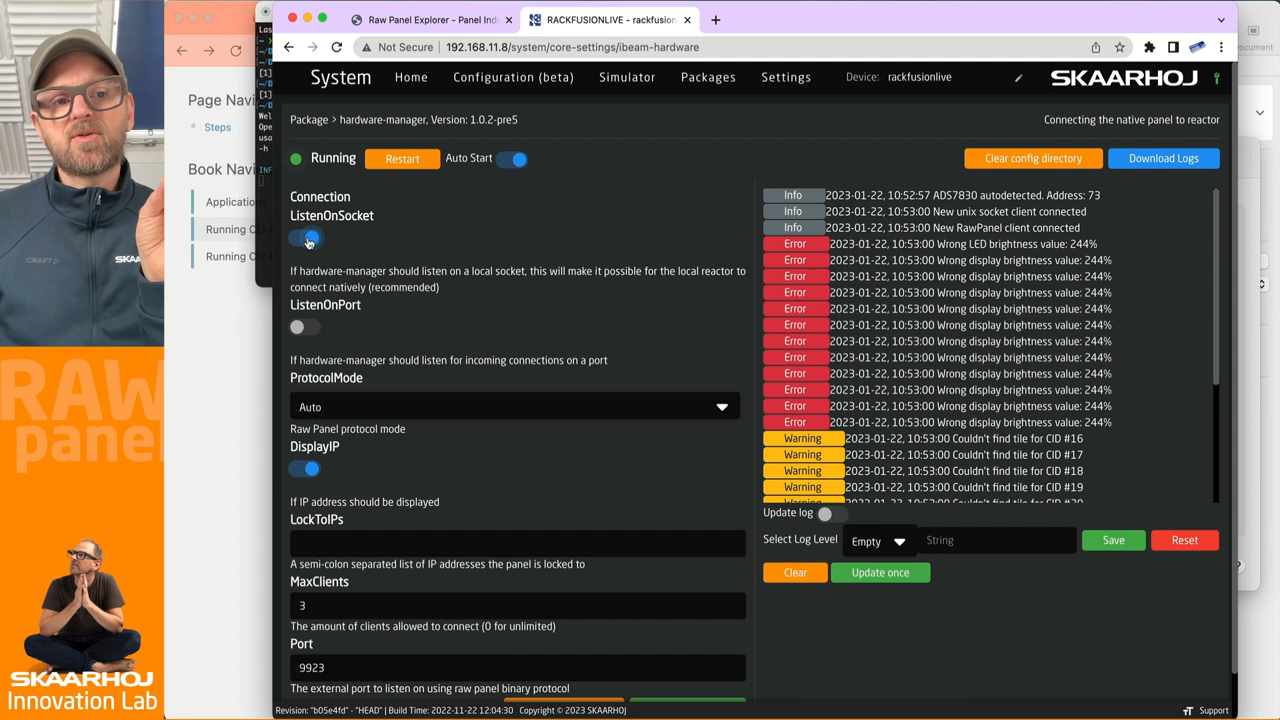 Raw Panel Explorer - Panel Ind
RACKFUSIONLIVE - rackfusion
Not Secure
192.168.11.8/system/core-settings/ibeam-hardware
Las
[1]
[1]
Wel
Ope
usa
-h
INF
Page Nav
Steps
Book Nav
Application
Running CL
Running CL
ocument
System
Home
Configuration (beta)
Simulator
Packages
Settings
Device:
rackfusionlive
SKAARHOJ
Package > hardware-manager, Version: 1.0.2-pre5
Connecting the native panel to reactor
Running
Restart
Auto Start
Clear config directory
Download Logs
Connection
ListenOnSocket
If hardware-manager should listen on a local socket, this will make it possible for the local reactor to
connect natively (recommended)
ListenOnPort
If hardware-manager should listen for incoming connections on a port
ProtocolMode
Auto
Raw Panel protocol mode
DisplayIP
If IP address should be displayed
LockToIPs
A semi-colon separated list of IP addresses the panel is locked to
MaxClients
3
The amount of clients allowed to connect (0 for unlimited)
Port
9923
The external port to listen on using raw panel binary protocol
Info 2023-01-22, 10:52:57 ADS7830 autodetected. Address: 73
Info 2023-01-22, 10:53:00 New unix socket client connected
Info 2023-01-22, 10:53:00 New RawPanel client connected
Error 2023-01-22, 10:53:00 Wrong LED brightness value: 244%
Error 2023-01-22, 10:53:00 Wrong display brightness value: 244%
Error 2023-01-22, 10:53:00 Wrong display brightness value: 244%
Error 2023-01-22, 10:53:00 Wrong display brightness value: 244%
Error 2023-01-22, 10:53:00 Wrong display brightness value: 244%
Error 2023-01-22, 10:53:00 Wrong display brightness value: 244%
Error 2023-01-22, 10:53:00 Wrong display brightness value: 244%
Error 2023-01-22, 10:53:00 Wrong display brightness value: 244%
Error 2023-01-22, 10:53:00 Wrong display brightness value: 244%
Error 2023-01-22, 10:53:00 Wrong display brightness value: 244%
Error 2023-01-22, 10:53:00 Wrong display brightness value: 244%
Error 2023-01-22, 10:53:00 Wrong display brightness value: 244%
Warning 2023-01-22, 10:53:00 Couldn't find tile for CID #16
Warning 2023-01-22, 10:53:00 Couldn't find tile for CID #17
Warning 2023-01-22, 10:53:00 Couldn't find tile for CID #18
Warning 2023-01-22, 10:53:00 Couldn't find tile for CID #19
Update log
Select Log Level
Empty
String
Save
Reset
Clear
Update once
Revision: "b05e4fd" - "HEAD" | Build Time: 2022-11-22 12:04:30 Copyright © 2023 SKAARHOJ
Support
CRAFT
SKA
RAW
panel
SKAARHOJ
Innovation Lab